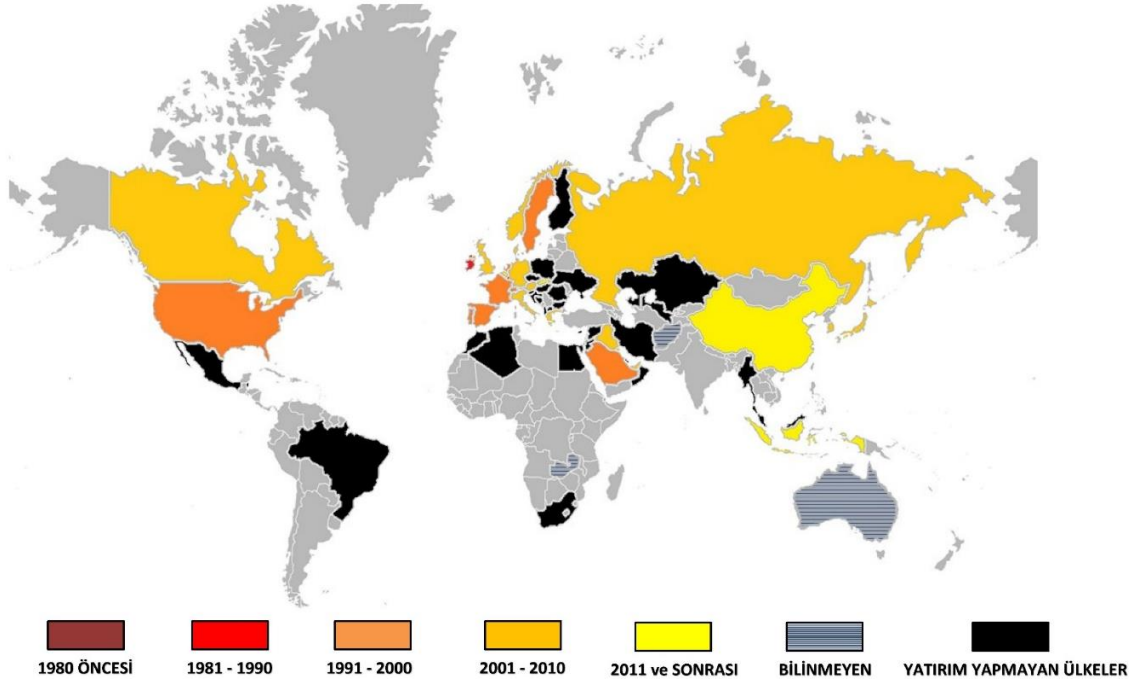 1980 ÖNCESİ
1981 - 1990
1991 - 2000
2001 - 2010
2011 ve SONRASI
BİLİNMEYEN
YATIRIM YAPMAYAN ÜLKELER